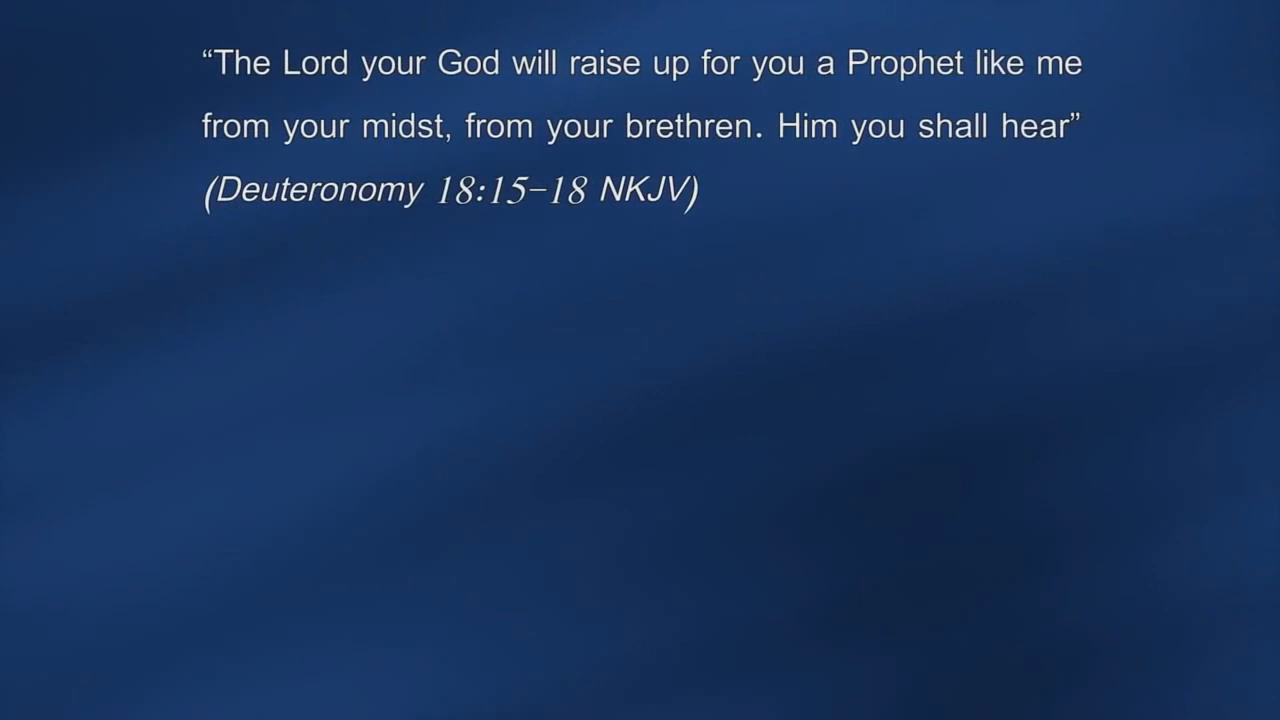 “The Lord your God will raise up for you a Prophet like me
from your midst, from your brethren. Him you shall hear”
(Deuteronomy 18:15–18 NKJV)